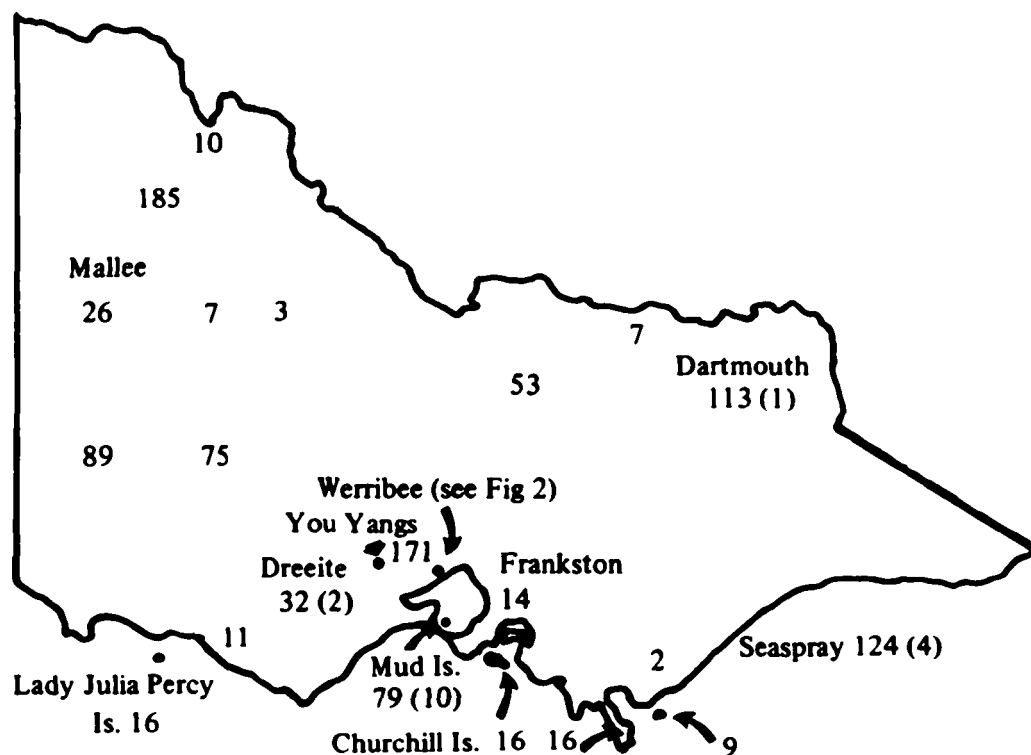 10
185
Mallee
26
7
3
7
Dartmouth
113 (1)
53
89
75
Werribee (see Fig 2)
You Yangs
171
Dreeite
32 (2)
Frankston
14
11
Lady Julia Percy
Is. 16
Mud Is.
79 (10)
2
Seaspray 124 (4)
Churchill Is. 16
16
9